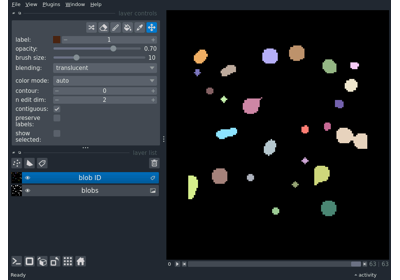 File View Plugins Window Help
layer controls
label: 1
opacity: 0.70
brush size: 10
blending: translucent
color mode: auto
contour: 0
n edit dim: 2
contiguous:
preserve
labels:
show
selected:
layer list
blob ID
blobs
63 63
Ready
activity